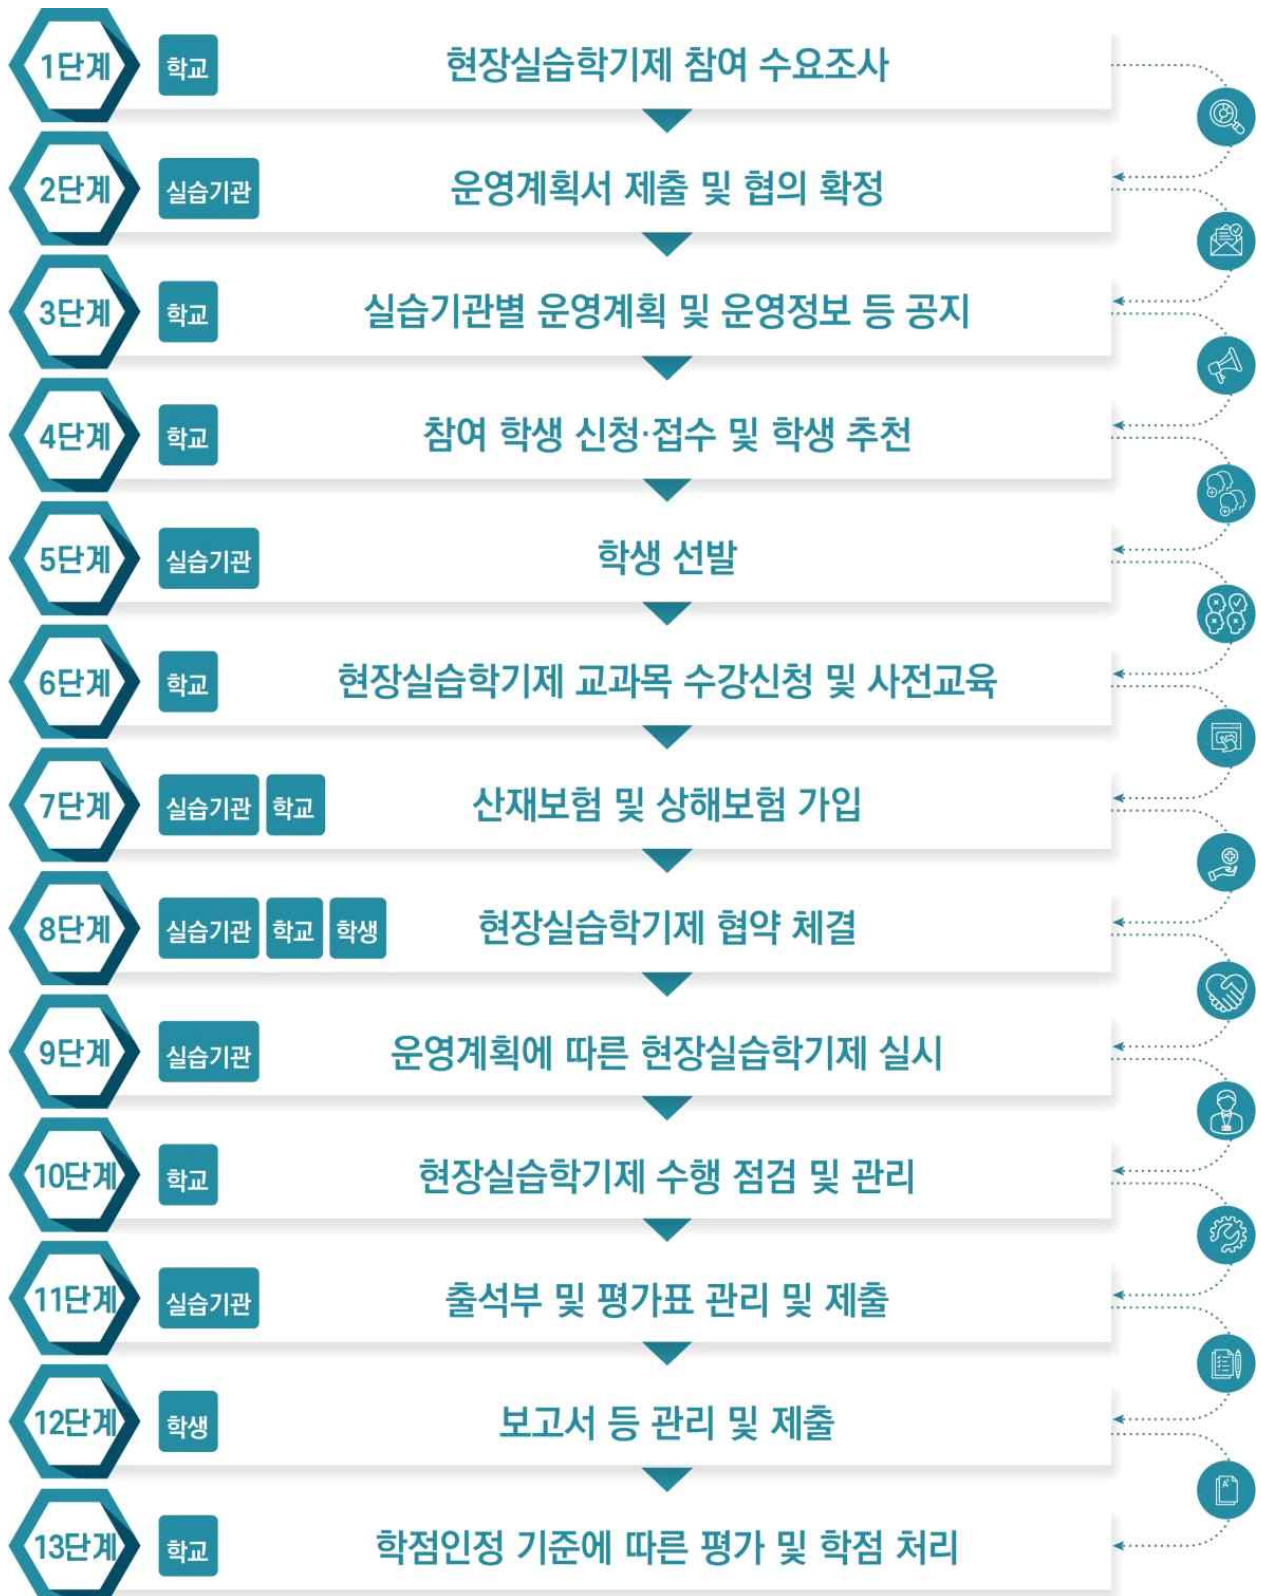 1단계 학교 현장실습학기제 참여 수요조사
2단계 실습기관 운영계획서 제출 및 협의 확정
3단계 학교 실습기관별 운영계획 및 운영정보 등 공지
4단계 학교 참여 학생 신청·접수 및 학생 추천
5단계 실습기관 학생 선발
6단계 학교 현장실습학기제 교과목 수강신청 및 사전교육
7단계 실습기관 학교 산재보험 및 상해보험 가입
8단계 실습기관 학교 학생 현장실습학기제 협약 체결
9단계 실습기관 운영계획에 따른 현장실습학기제 실시
10단계 학교 현장실습학기제 수행 점검 및 관리
11단계 실습기관 출석부 및 평가표 관리 및 제출
12단계 학생 보고서 등 관리 및 제출
13단계 학교 학점인정 기준에 따른 평가 및 학점 처리